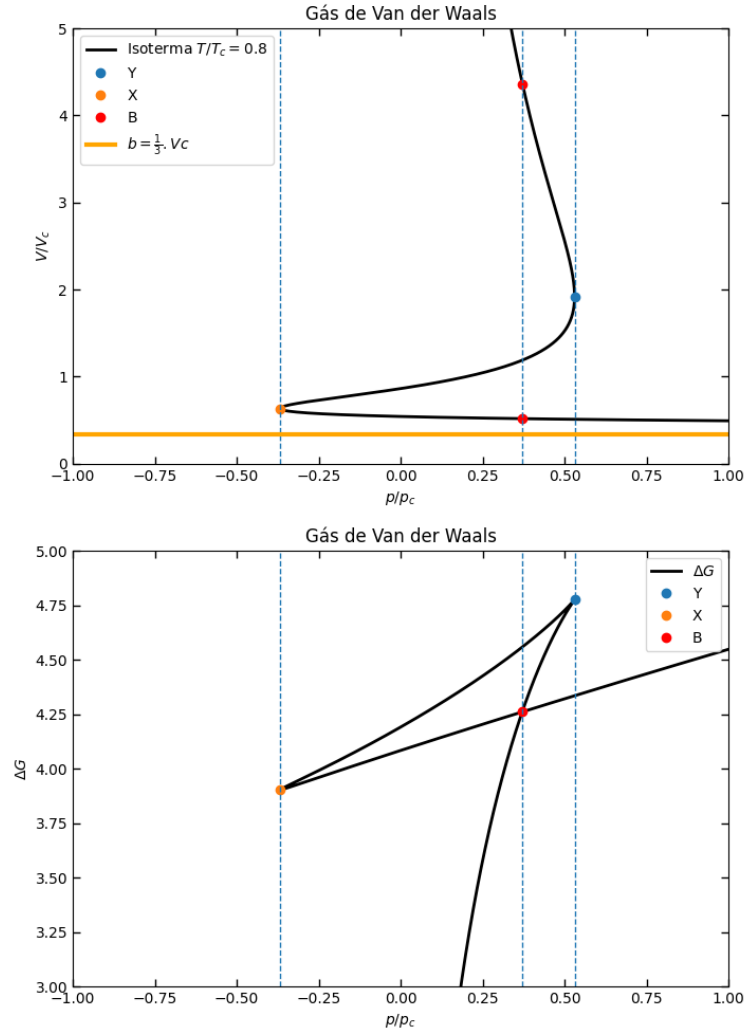 Gás de Van der Waals
5
4
3
2
1
0
V/V_c
Isoterma T/T_c = 0.8
Y
X
B
b = 1/3 . Vc
−1.00 −0.75 −0.50 −0.25 0.00 0.25 0.50 0.75 1.00
p/p_c
Gás de Van der Waals
5.00
4.75
4.50
4.25
4.00
3.75
3.50
3.25
3.00
ΔG
ΔG
Y
X
B
−1.00 −0.75 −0.50 −0.25 0.00 0.25 0.50 0.75 1.00
p/p_c